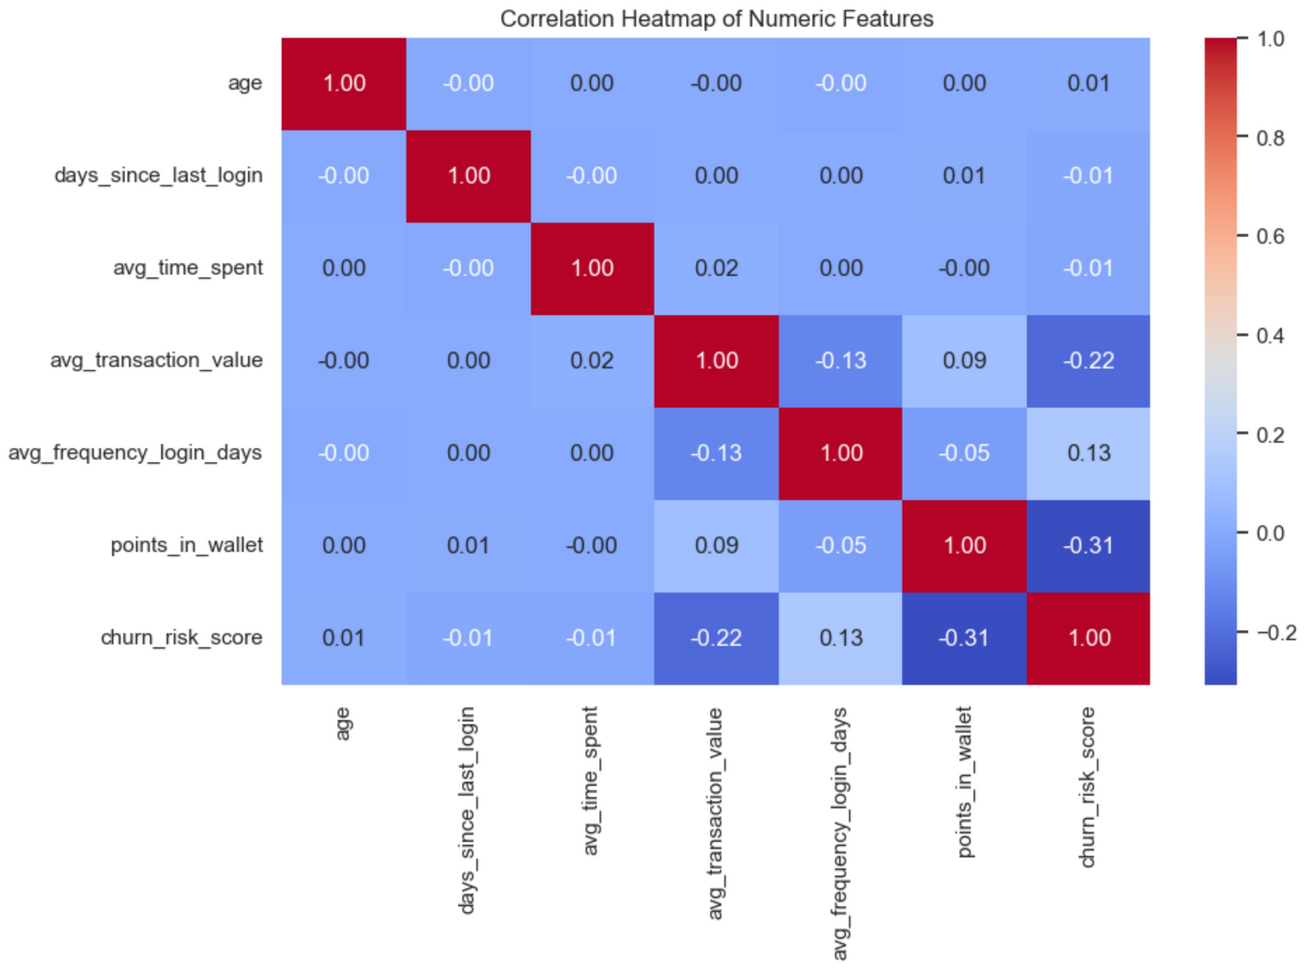 Correlation Heatmap of Numeric Features
age 1.00 -0.00 0.00 -0.00 -0.00 0.00 0.01
days_since_last_login -0.00 1.00 -0.00 0.00 0.00 0.01 -0.01
avg_time_spent 0.00 -0.00 1.00 0.02 0.00 -0.00 -0.01
avg_transaction_value -0.00 0.00 0.02 1.00 -0.13 0.09 -0.22
avg_frequency_login_days -0.00 0.00 0.00 -0.13 1.00 -0.05 0.13
points_in_wallet 0.00 0.01 -0.00 0.09 -0.05 1.00 -0.31
churn_risk_score 0.01 -0.01 -0.01 -0.22 0.13 -0.31 1.00
age
days_since_last_login
avg_time_spent
avg_transaction_value
avg_frequency_login_days
points_in_wallet
churn_risk_score
1.0
0.8
0.6
0.4
0.2
0.0
−0.2